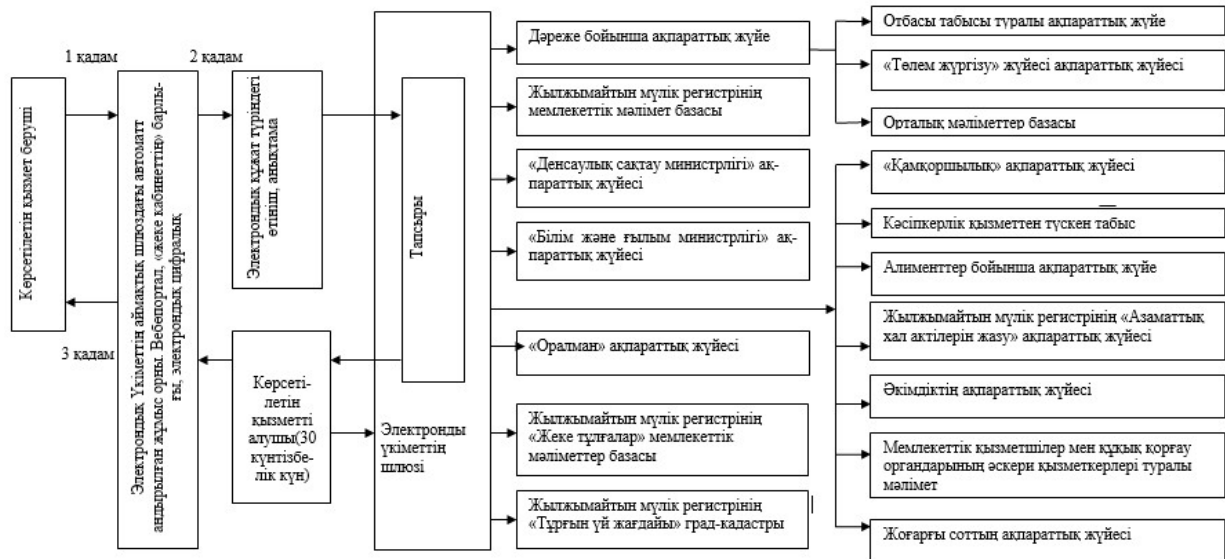 1 қадам
2 қадам
3 қадам
Көрсетілетін қызмет беруші
Электрондық Үкіметтің аймақтық шлюздағы автомат
андырылған жұмыс орны. Вебепортал, «жеке кабинеттің» барлы-
ғы, электрондық цифралық
Электрондық құжат түріндегі
өтініш, анықтама
Көрсеті-
летін
қызметті
алушы(30
күнтізбе-
лік күн)
Тапсыры
Электронды
үкіметтің
шлюзі
Дәреже бойынша ақпараттық жүйе
Жылжымайтын мүлік регистрінің
мемлекеттік мәлімет базасы
«Денсаулық сақтау министрлігі» ақ-
параттық жүйесі
«Білім және ғылым министрлігі» ақ-
параттық жүйесі
«Оралман» ақпараттық жүйесі
Жылжымайтын мүлік регистрінің
«Жеке тұлғалар» мемлекеттік
мәліметтер базасы
Жылжымайтын мүлік регистрінің
«Тұрғын үй жағдайы» град-кадастры
Отбасы табысы туралы ақпараттық жүйе
«Төлем жүргізу» жүйесі ақпараттық жүйесі
Орталық мәліметтер базасы
«Қамқоршылық» ақпараттық жүйесі
Кәсіпкерлік қызметтен түскен табыс
Алименттер бойынша ақпараттық жүйе
Жылжымайтын мүлік регистрінің «Азаматтық
хал актілерін жазу» ақпараттық жүйесі
Әкімдіктің ақпараттық жүйесі
Мемлекеттік қызметшілер мен құқық қорғау
органдарының әскери қызметкерлері туралы
мәлімет
Жоғарғы соттың ақпараттық жүйесі